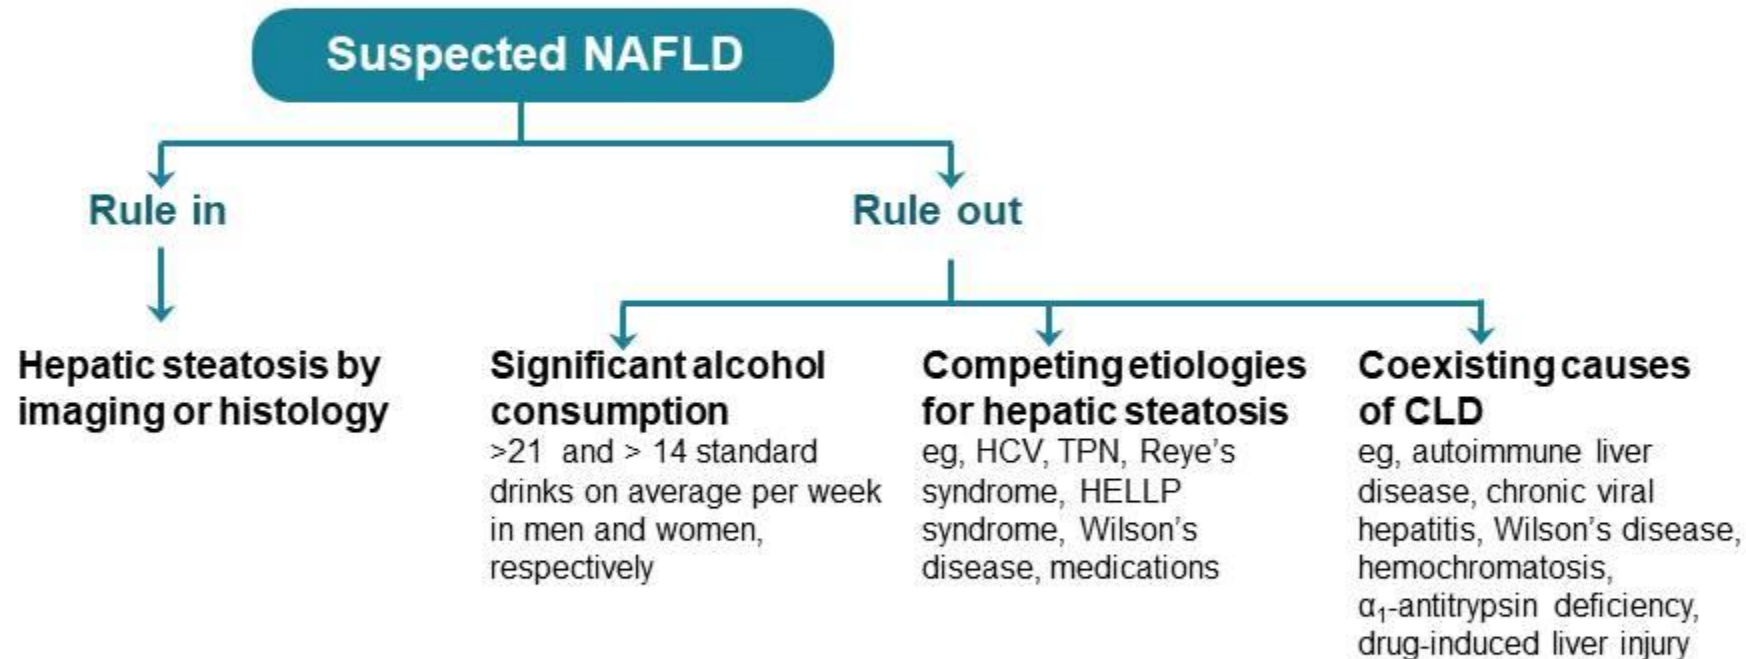 Suspected NAFLD
Rule in
Rule out
Hepatic steatosis by
imaging or histology
Significant alcohol
consumption
>21 and > 14 standard
drinks on average per week
in men and women,
respectively
Competing etiologies
for hepatic steatosis
eg, HCV, TPN, Reye’s
syndrome, HELLP
syndrome, Wilson’s
disease, medications
Coexisting causes
of CLD
eg, autoimmune liver
disease, chronic viral
hepatitis, Wilson’s disease,
hemochromatosis,
α₁-antitrypsin deficiency,
drug-induced liver injury